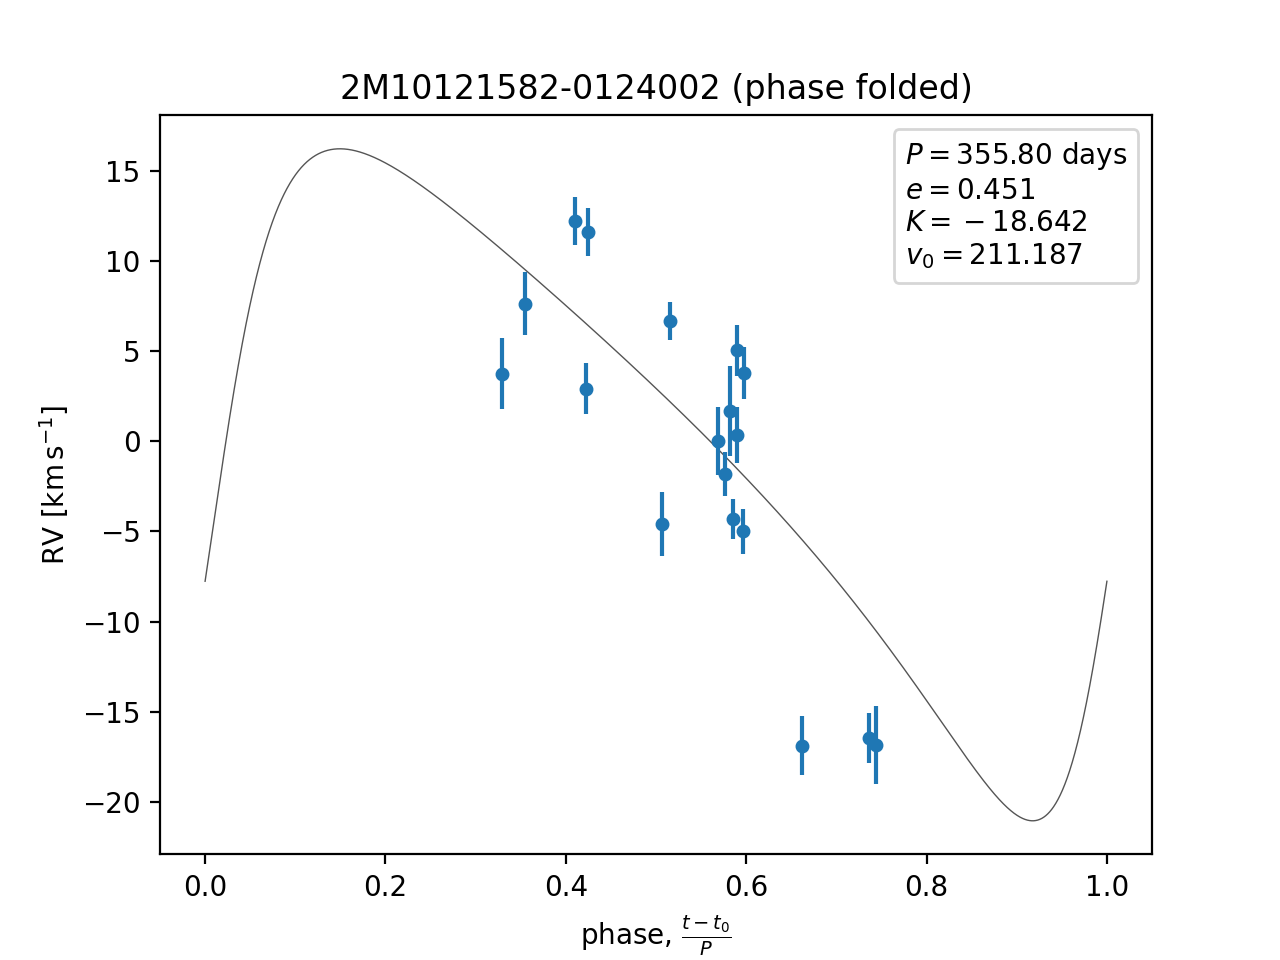 2M10121582-0124002 (phase folded)
P = 355.80 days
e = 0.451
K = −18.642
v₀ = 211.187
15
10
5
0
−5
−10
−15
−20
RV [km s⁻¹]
0.0 0.2 0.4 0.6 0.8 1.0
phase, (t − t₀)/P